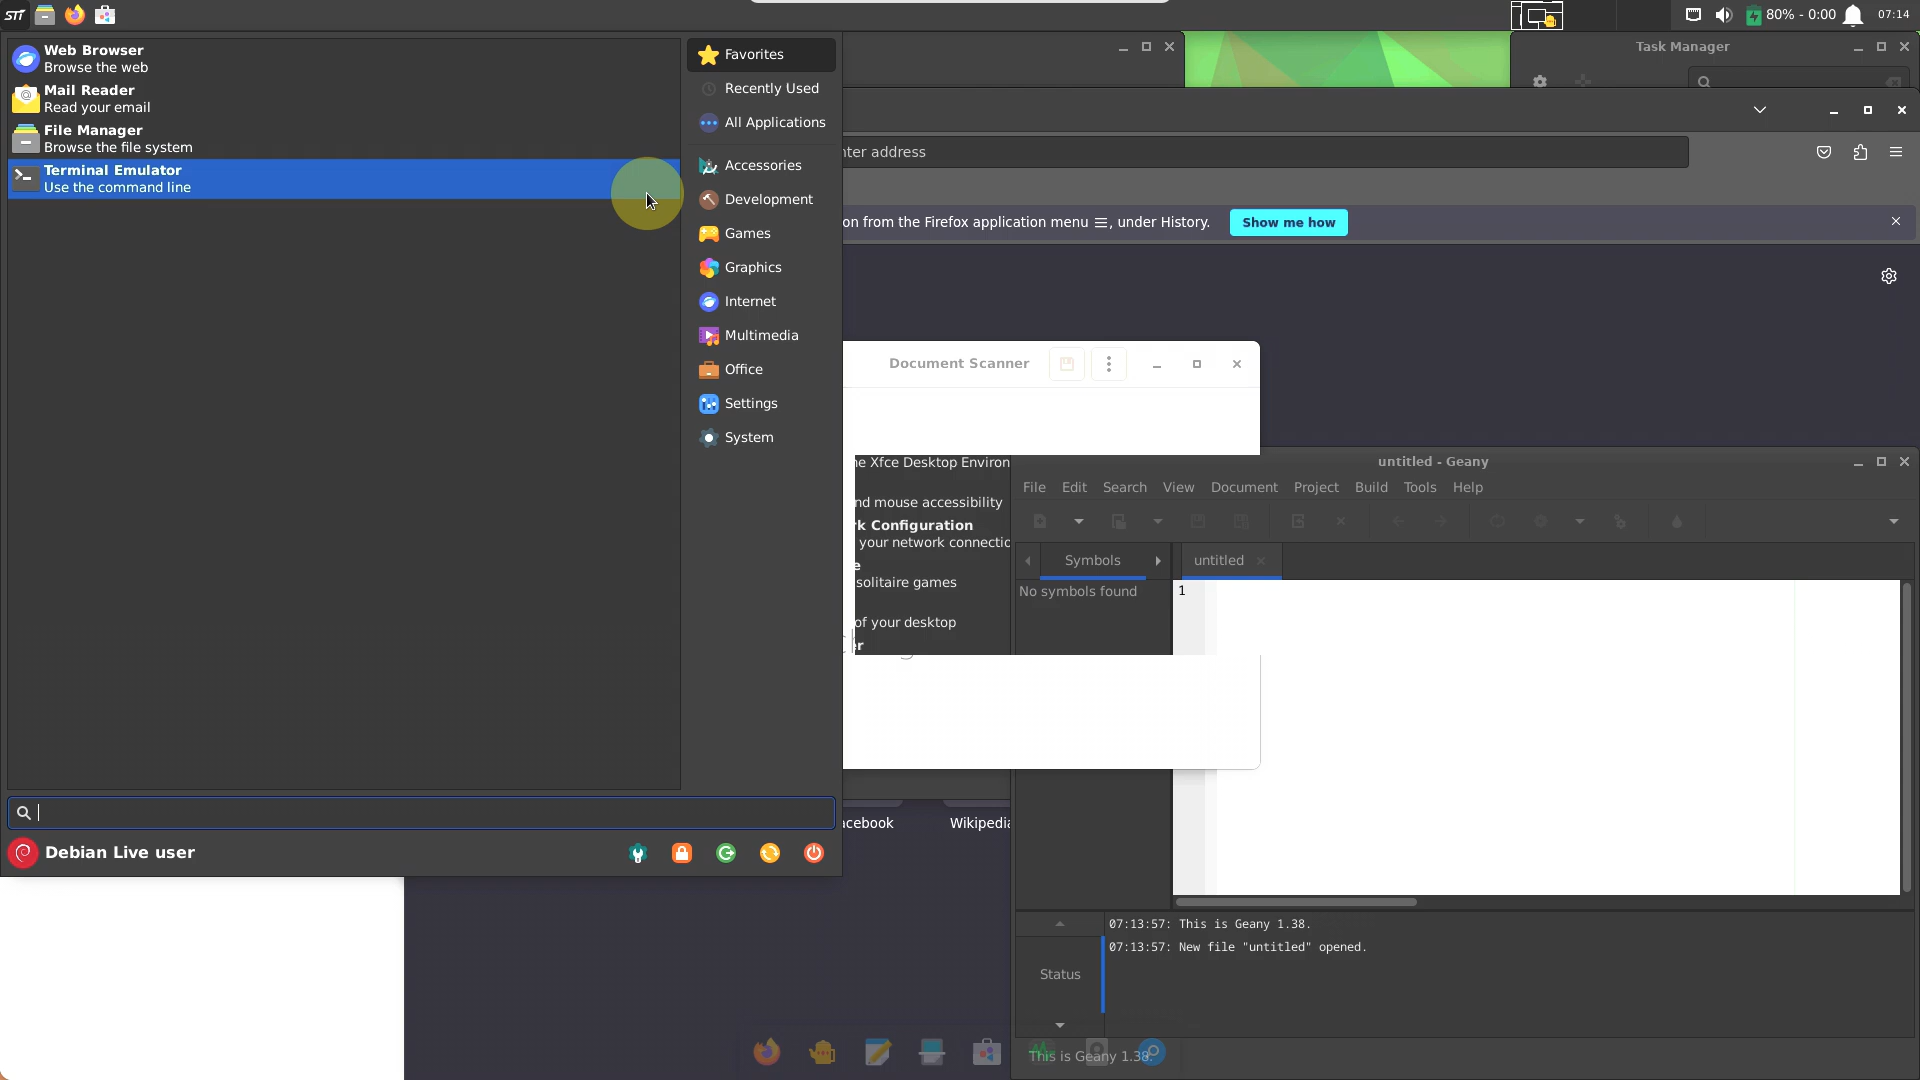 STI
80% - 0:00
07:14
Web Browser
Browse the web
Mail Reader
Read your email
File Manager
Browse the file system
Terminal Emulator
Use the command line
Favorites
Recently Used
All Applications
Accessories
Development
Games
Graphics
Internet
Multimedia
Office
Settings
System
Debian Live user
Task Manager
address
on from the Firefox application menu ☰, under History.
Show me how
Document Scanner
Xfce Desktop Environ
nd mouse accessibility
k Configuration
your network connectio
solitaire games
of your desktop
acebook
Wikipedia
untitled - Geany
File Edit Search View Document Project Build Tools Help
Symbols
untitled
No symbols found
1
07:13:57: This is Geany 1.38.
07:13:57: New file "untitled" opened.
Status
This is Geany 1.38.